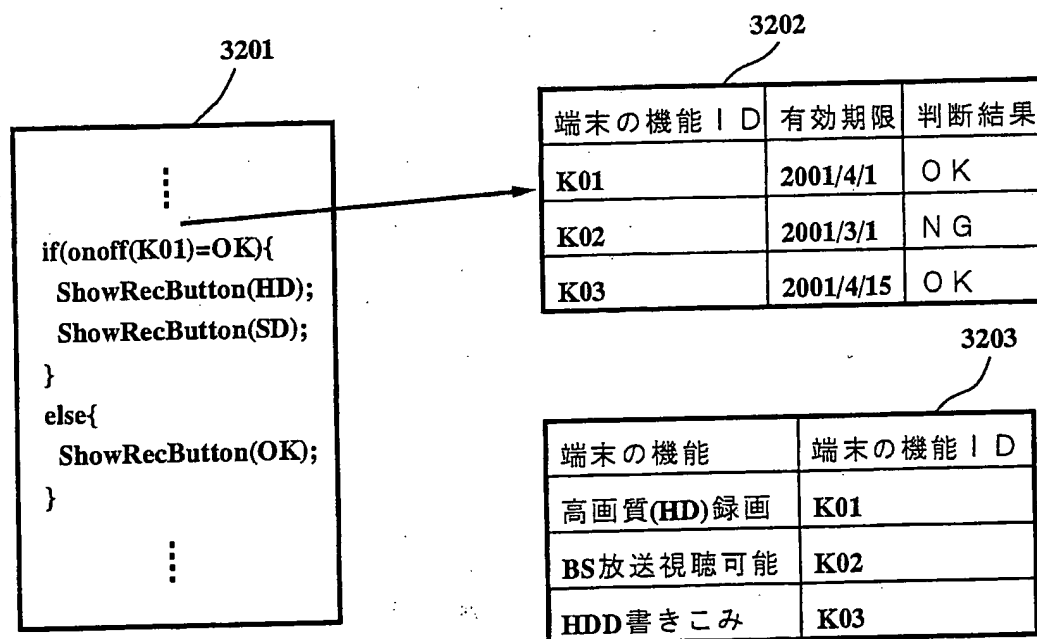 3201
⋮
if(onoff(K01)=OK){
ShowRecButton(HD);
ShowRecButton(SD);
}
else{
ShowRecButton(OK);
}
⋮
3202
端末の機能ID 有効期限 判断結果
K01 2001/4/1 OK
K02 2001/3/1 NG
K03 2001/4/15 OK
3203
端末の機能 端末の機能ID
高画質(HD)録画 K01
BS放送視聴可能 K02
HDD書きこみ K03